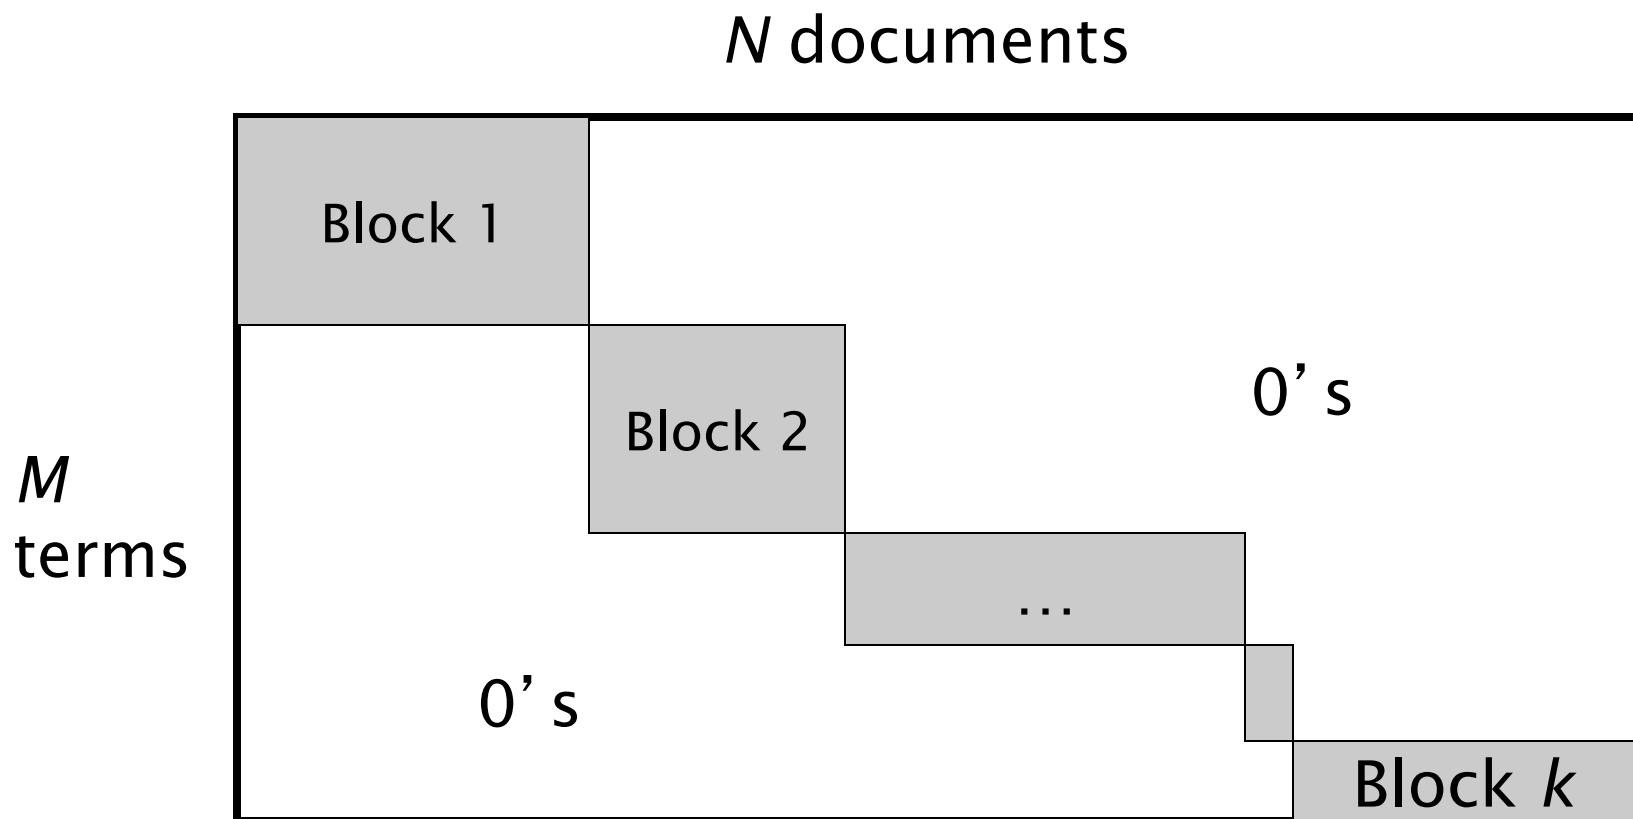 N documents
Block 1
Block 2
0’ s
M
terms
...
0’ s
Block k